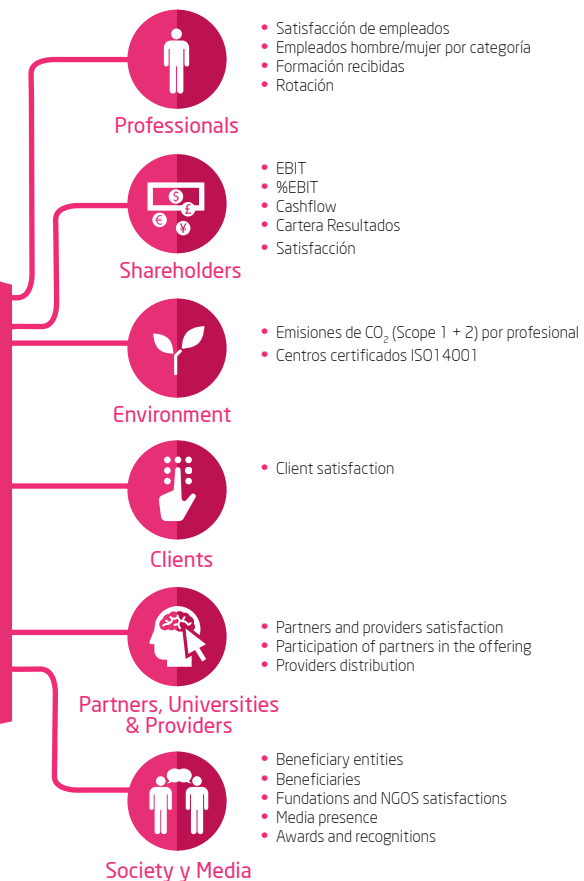 • Satisfacción de empleados
• Empleados hombre/mujer por categoría
• Formación recibidas
• Rotación
Professionals
• EBIT
• %EBIT
• Cashflow
• Cartera Resultados
• Satisfacción
$
£
€
¥
Shareholders
• Emisiones de CO₂ (Scope 1 + 2) por profesional
• Centros certificados ISO14001
Environment
• Client satisfaction
Clients
• Partners and providers satisfaction
• Participation of partners in the offering
• Providers distribution
Partners, Universities
& Providers
• Beneficiary entities
• Beneficiaries
• Fundations and NGOS satisfactions
• Media presence
• Awards and recognitions
Society y Media